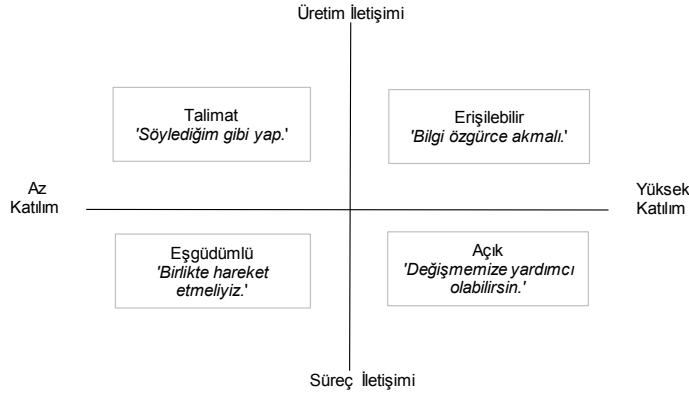 Üretim İletişimi
Talimat
'Söylediğim gibi yap.'
Erişilebilir
'Bilgi özgürce akmalı.'
Az
Katılım
Yüksek
Katılım
Eşgüdümlü
'Birlikte hareket
etmeliyiz.'
Açık
'Değişmemize yardımcı
olabilirsin.'
Süreç İletişimi